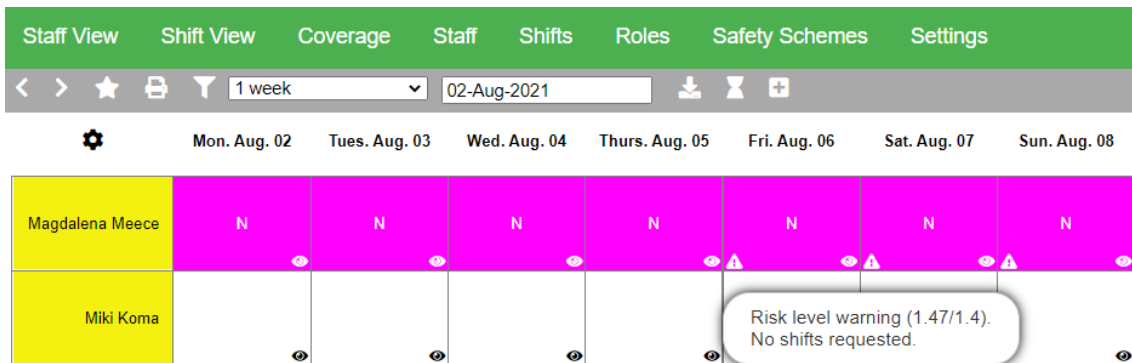 Staff View Shift View Coverage Staff Shifts Roles Safety Schemes Settings
1 week 02-Aug-2021
Mon. Aug. 02 Tues. Aug. 03 Wed. Aug. 04 Thurs. Aug. 05 Fri. Aug. 06 Sat. Aug. 07 Sun. Aug. 08
Magdalena Meece N N N N N N N
Miki Koma
Risk level warning (1.47/1.4).
No shifts requested.